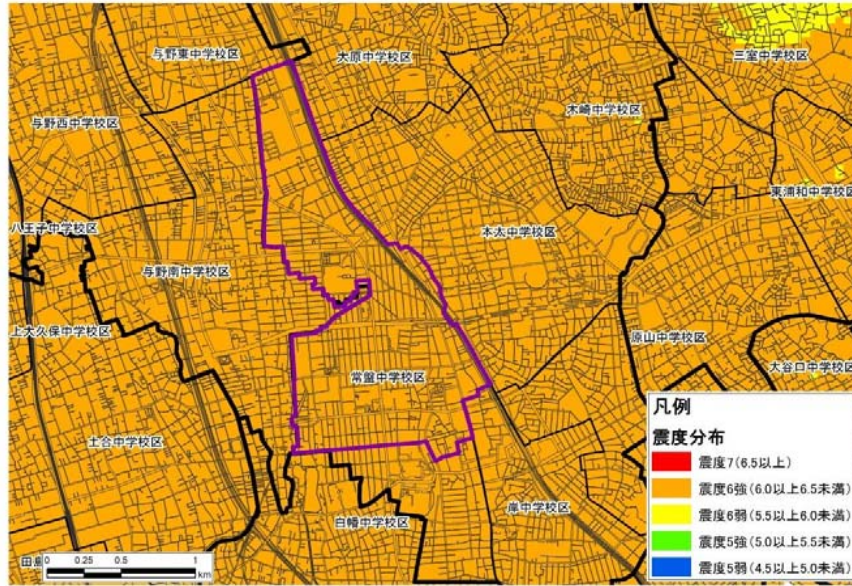 与野東中学校区
大原中学校区
三室中学校区
木崎中学校区
与野西中学校区
東浦和中学校区
八王子中学校区
本太中学校区
与野南中学校区
上大久保中学校区
原山中学校区
大谷口中学校区
常盤中学校区
土合中学校区
白幡中学校区
岸中学校区
田島
凡例
震度分布
震度7(6.5以上)
震度6強(6.0以上6.5未満)
震度6弱(5.5以上6.0未満)
震度5強(5.0以上5.5未満)
震度5弱(4.5以上5.0未満)
0 0.25 0.5 1
km